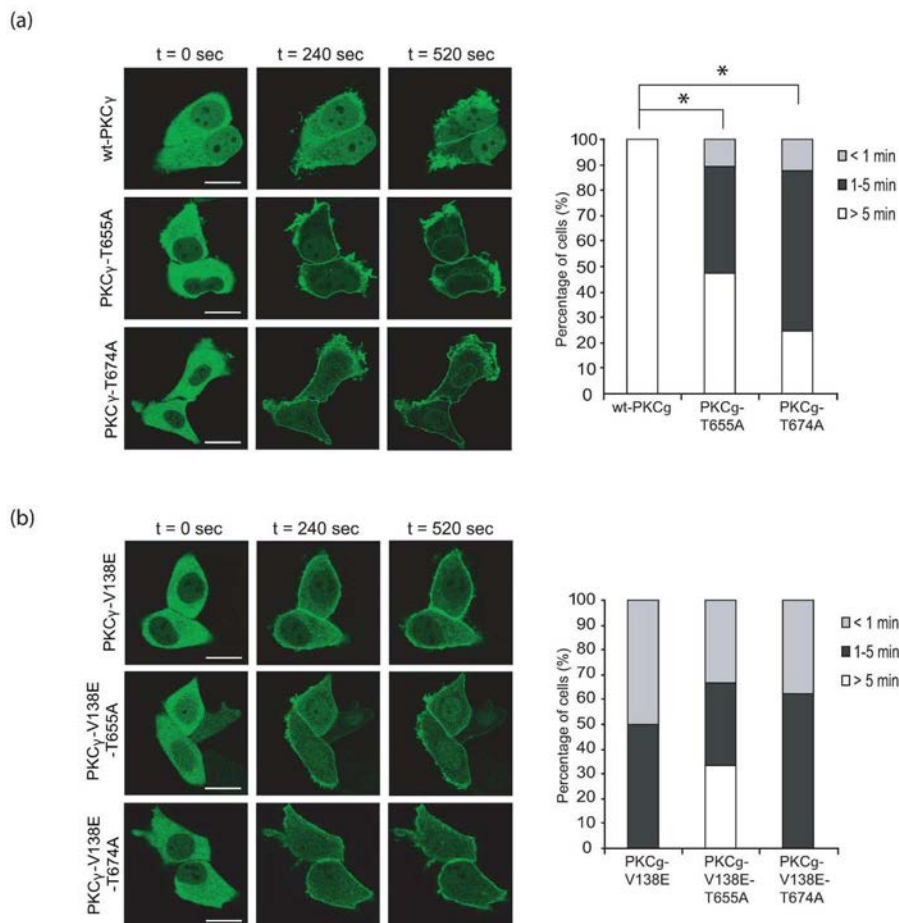 (a)
t = 0 sec
t = 240 sec
t = 520 sec
wt-PKCγ
PKCγ-T655A
PKCγ-T674A
*
*
Percentage of cells (%)
100
90
80
70
60
50
40
30
20
10
0
wt-PKCg
PKCg-
T655A
PKCg-
T674A
< 1 min
1-5 min
> 5 min
(b)
t = 0 sec
t = 240 sec
t = 520 sec
PKCγ-V138E
PKCγ-V138E
-T655A
PKCγ-V138E
-T674A
Percentage of cells (%)
100
90
80
70
60
50
40
30
20
10
0
PKCg-
V138E
PKCg-
V138E-
T655A
PKCg-
V138E-
T674A
< 1 min
1-5 min
> 5 min